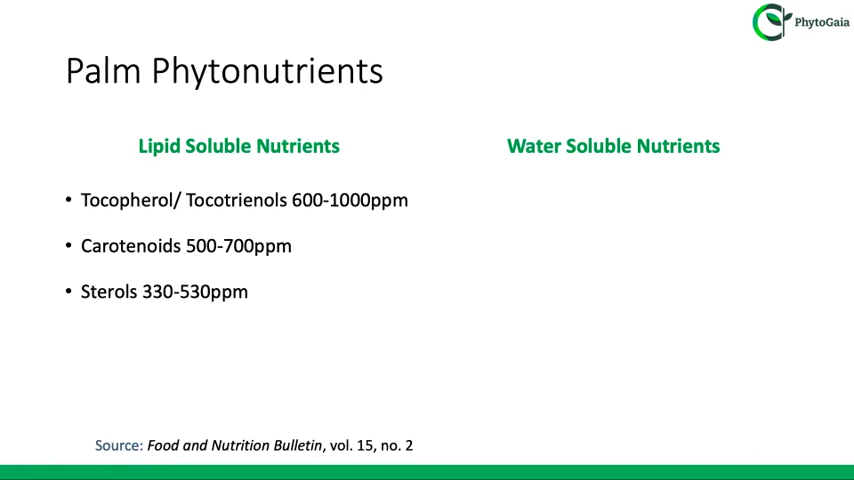 PhytoGaia
Palm Phytonutrients
Lipid Soluble Nutrients
Water Soluble Nutrients
• Tocopherol/ Tocotrienols 600-1000ppm
• Carotenoids 500-700ppm
• Sterols 330-530ppm
Source: Food and Nutrition Bulletin, vol. 15, no. 2